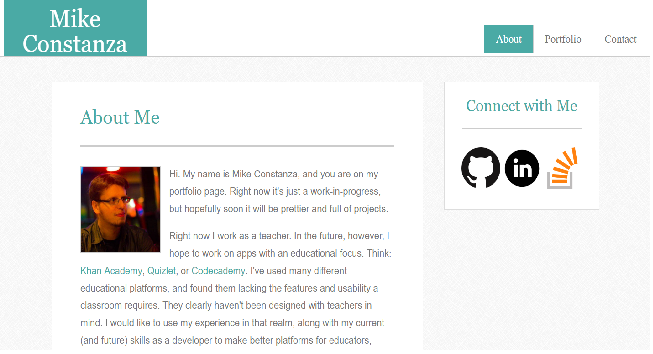 Mike
Constanza
About Portfolio Contact
About Me
Hi. My name is Mike Constanza, and you are on my
portfolio page. Right now it's just a work-in-progress,
but hopefully soon it will be prettier and full of projects.
Right now I work as a teacher. In the future, however, I
hope to work on apps with an educational focus. Think:
Khan Academy, Quizlet, or Codecademy. I've used many different
educational platforms, and found them lacking the features and usability a
classroom requires. They clearly haven't been designed with teachers in
mind. I would like to use my experience in that realm, along with my current
(and future) skills as a developer to make better platforms for educators,
Connect with Me
in